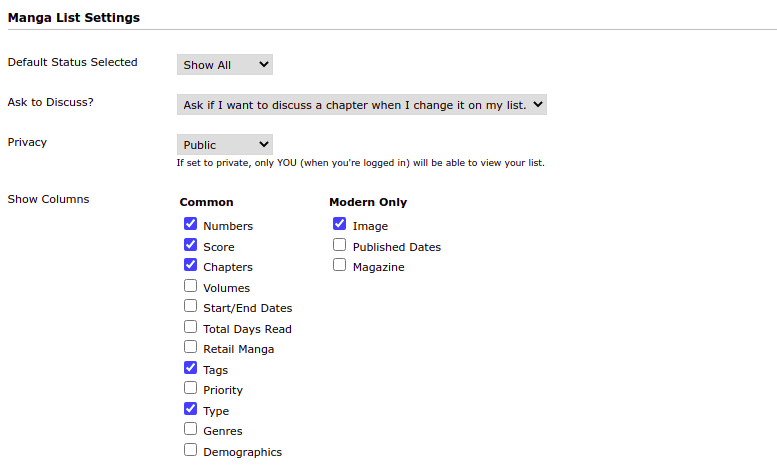 Manga List Settings
Default Status Selected
Show All
Ask to Discuss?
Ask if I want to discuss a chapter when I change it on my list.
Privacy
Public
If set to private, only YOU (when you're logged in) will be able to view your list.
Show Columns
Common
Numbers
Score
Chapters
Volumes
Start/End Dates
Total Days Read
Retail Manga
Tags
Priority
Type
Genres
Demographics
Modern Only
Image
Published Dates
Magazine